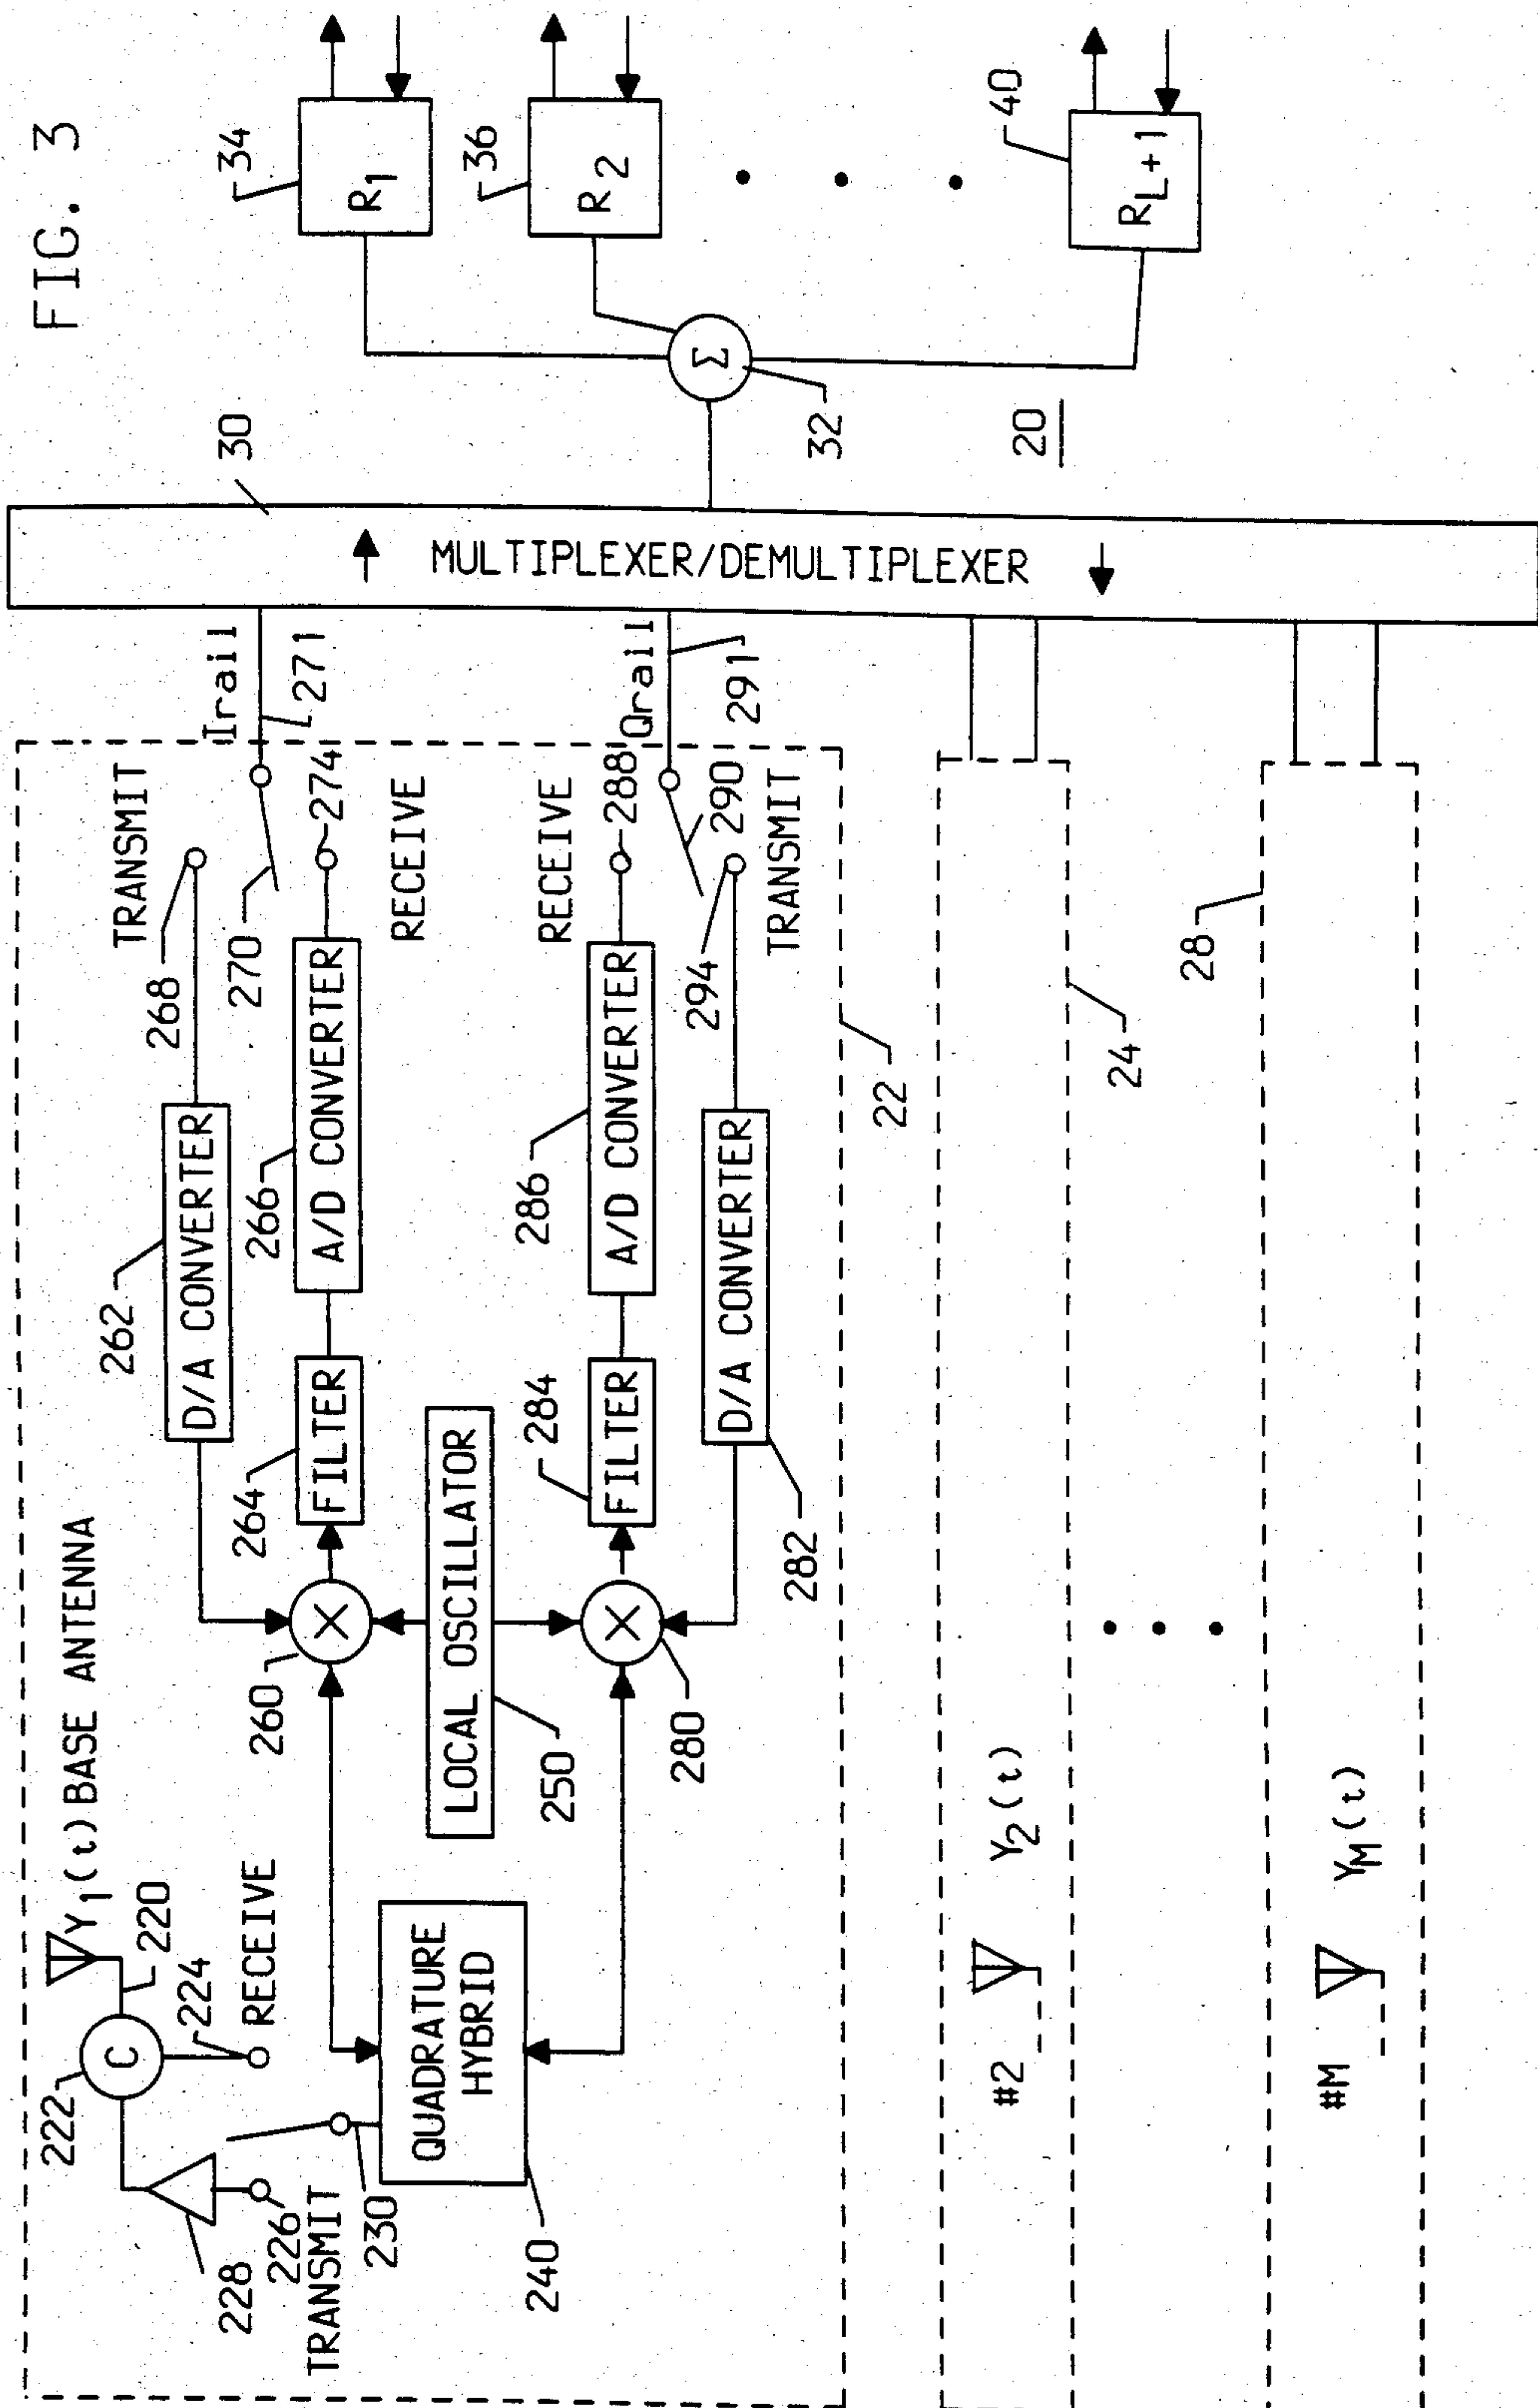 FIG. 3
Y1(t) BASE ANTENNA
222
C
220
224
RECEIVE
228
226
TRANSMIT
230
QUADRATURE
HYBRID
240
260
X
LOCAL OSCILLATOR
250
X
280
262
D/A CONVERTER
264
FILTER
266
A/D CONVERTER
284
FILTER
286
A/D CONVERTER
D/A CONVERTER
282
TRANSMIT
268
270
274
RECEIVE
RECEIVE
288
290
294
TRANSMIT
Irail
271
Qrail
291
22
#2
Y2(t)
24
#M
YM(t)
28
30
MULTIPLEXER/DEMULTIPLEXER
Σ
32
20
34
R1
36
R2
40
RL+1